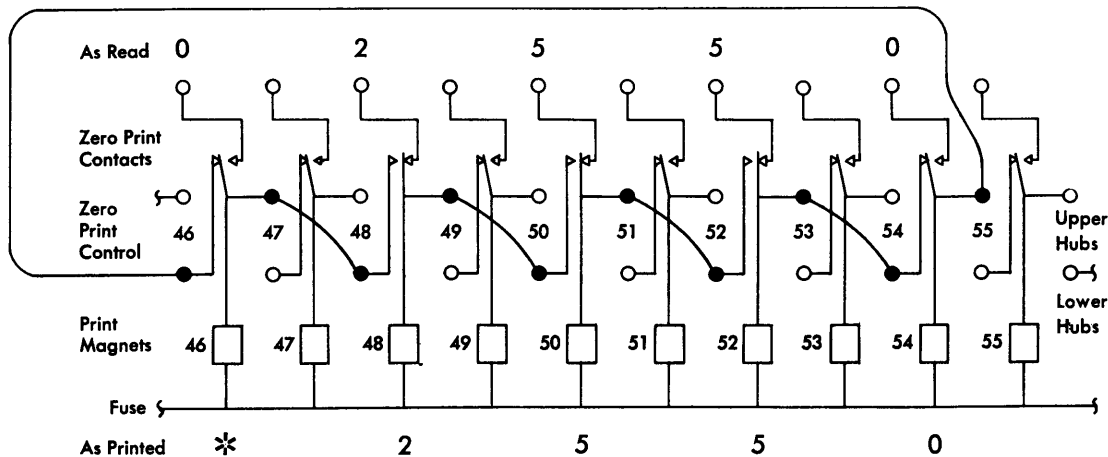 As Read 0 2 5 5 0
Zero Print
Contacts
Zero
Print
Control
46 47 48 49 50 51 52 53 54 55
Upper
Hubs
Lower
Hubs
Print
Magnets
46 47 48 49 50 51 52 53 54 55
Fuse
As Printed * 2 5 5 0